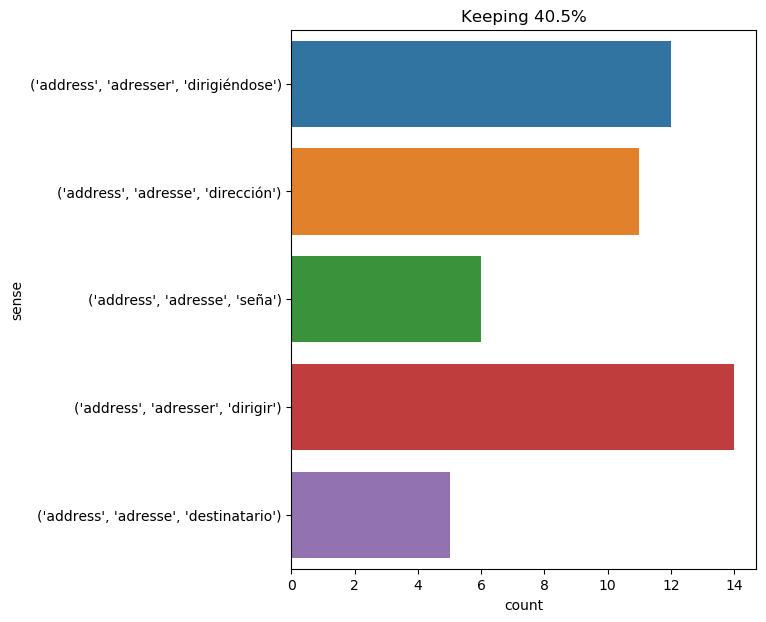 Keeping 40.5%
('address', 'adresser', 'dirigiéndose')
('address', 'adresse', 'dirección')
('address', 'adresse', 'seña')
('address', 'adresser', 'dirigir')
('address', 'adresse', 'destinatario')
sense
0 2 4 6 8 10 12 14
count